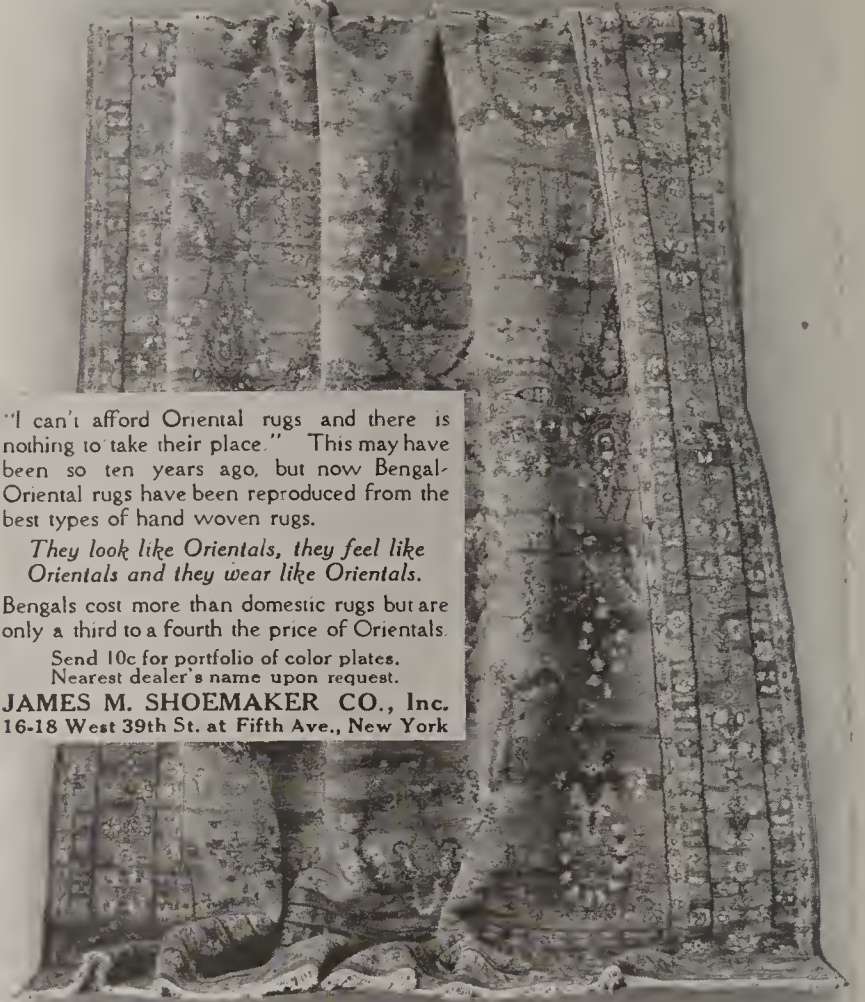 "I can't afford Oriental rugs and there is
nothing to take their place." This may have
been so ten years ago, but now Bengal-
Oriental rugs have been reproduced from the
best types of hand woven rugs.
They look like Orientals, they feel like
Orientals and they wear like Orientals.
Bengals cost more than domestic rugs but are
only a third to a fourth the price of Orientals.
Send 10c for portfolio of color plates.
Nearest dealer's name upon request.
JAMES M. SHOEMAKER CO., Inc.
16-18 West 39th St. at Fifth Ave., New York